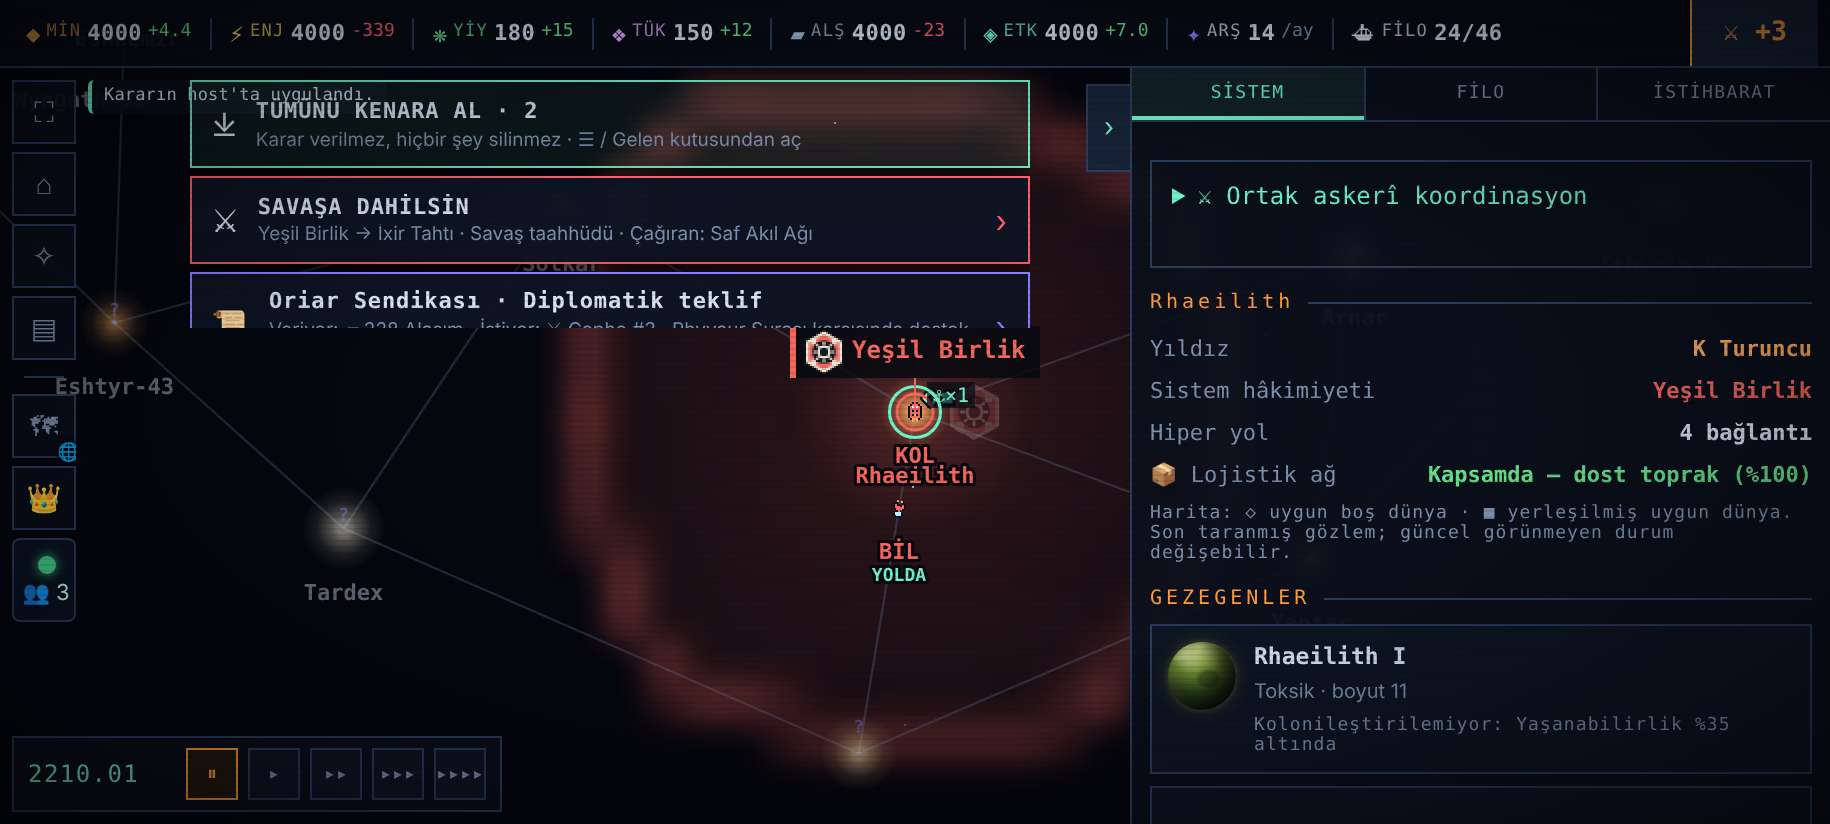 MİN 4000 +4.4
ENJ 4000 -339
YİY 180 +15
TÜK 150 +12
ALŞ 4000 -23
ETK 4000 +7.0
ARŞ 14 /ay
FİLO 24/46
+3
Kararın host'ta uygulandı.
TÜMÜNÜ KENARA AL · 2
Karar verilmez, hiçbir şey silinmez · ☰ / Gelen kutusundan aç
SAVAŞA DAHİLSİN
Yeşil Birlik → İxir Tahtı · Savaş taahhüdü · Çağıran: Saf Akıl Ağı
Oriar Sendikası · Diplomatik teklif
Yeşil Birlik
×1
KOL
Rhaeilith
BİL
YOLDA
?
Eshtyr-43
?
Tardex
?
3
2210.01
SİSTEM
FİLO
İSTİHBARAT
▶ ⚔ Ortak askerî koordinasyon
Rhaeilith
Yıldız K Turuncu
Sistem hâkimiyeti Yeşil Birlik
Hiper yol 4 bağlantı
Lojistik ağ Kapsamda — dost toprak (%100)
Harita: ◇ uygun boş dünya · ■ yerleşilmiş uygun dünya.
Son taranmış gözlem; güncel görünmeyen durum
değişebilir.
GEZEGENLER
Rhaeilith I
Toksik · boyut 11
Kolonileştirilemiyor: Yaşanabilirlik %35
altında